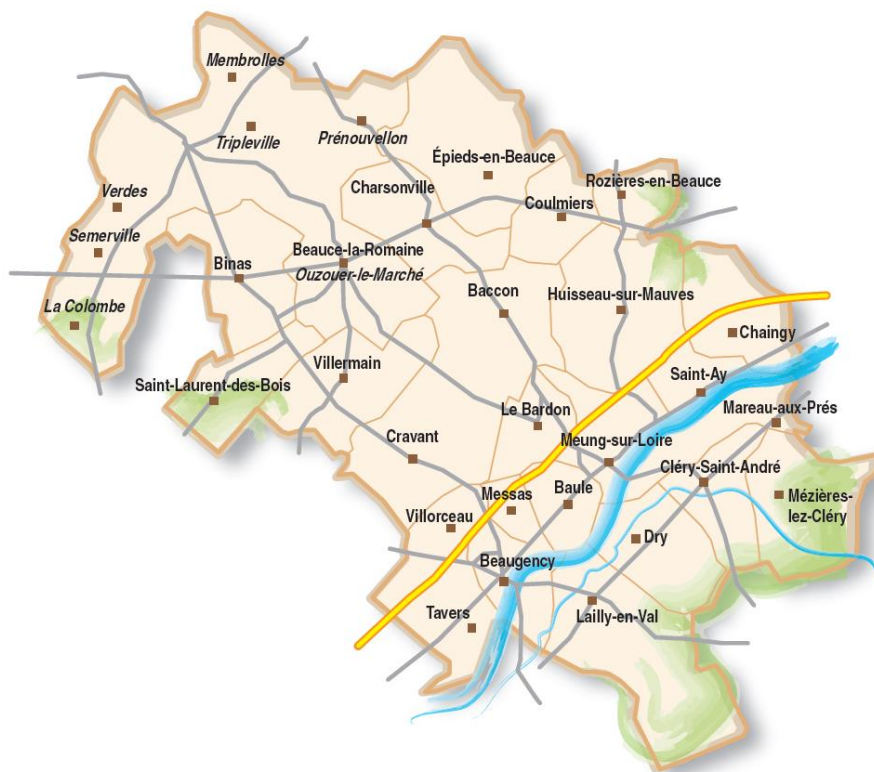 Membrolles
Tripleville
Prénouvellon
Épieds-en-Beauce
Rozières-en-Beauce
Charsonville
Coulmiers
Verdes
Semerville
Binas
Beauce-la-Romaine
Ouzouer-le-Marché
Baccon
Huisseau-sur-Mauves
La Colombe
Chaingy
Villermain
Saint-Laurent-des-Bois
Saint-Ay
Le Bardon
Mareau-aux-Prés
Cravant
Meung-sur-Loire
Cléry-Saint-André
Messas
Baule
Mézières-
lez-Cléry
Villorceau
Dry
Beaugency
Tavers
Lailly-en-Val